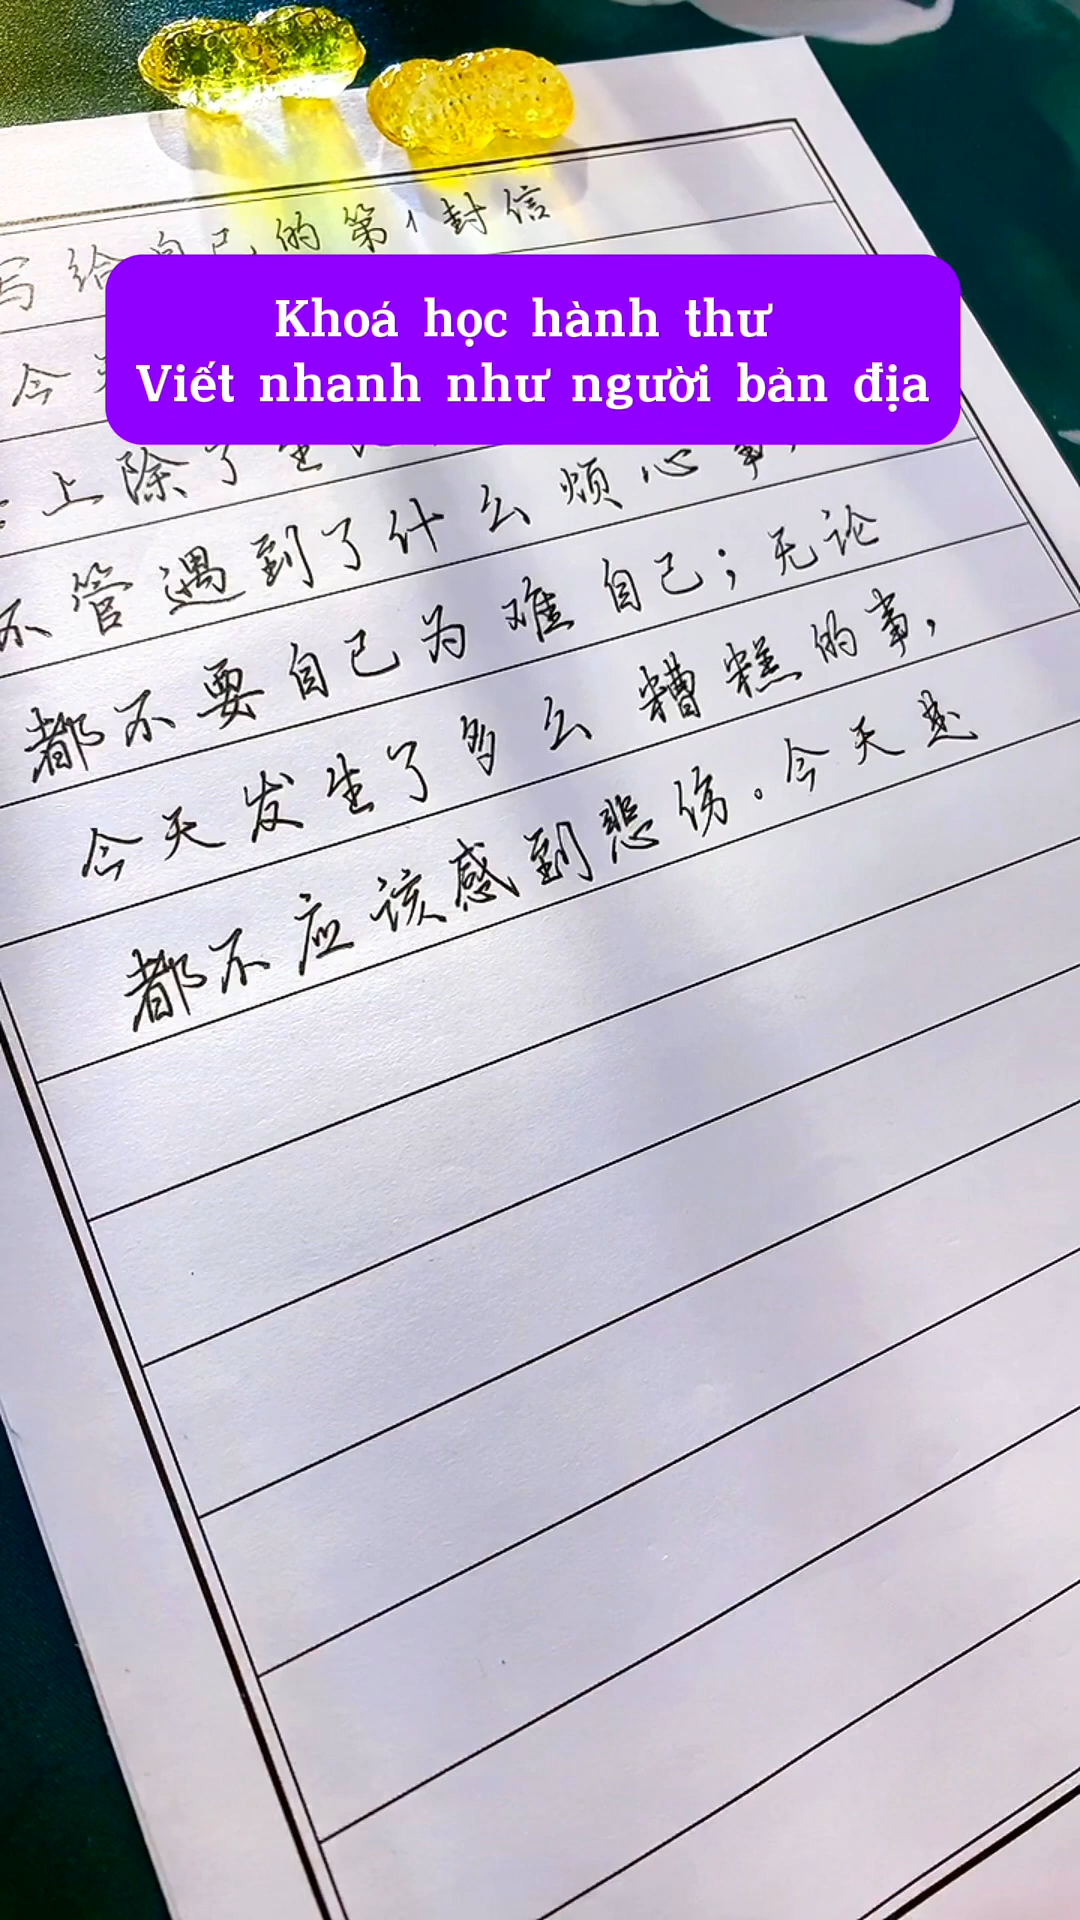 写给自己的第1封信
Khoá học hành thư
Viết nhanh như người bản địa
今天
上除了生
不管遇到了什么烦心事,
都不要自己为难自己;无论
今天发生了多么糟糕的事,
都不应该感到悲伤。今天是